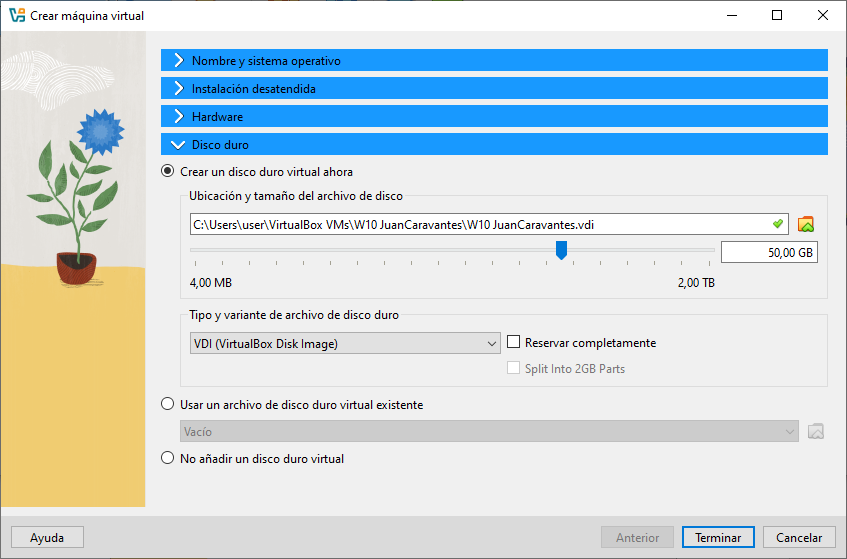 Crear máquina virtual
Nombre y sistema operativo
Instalación desatendida
Hardware
Disco duro
Crear un disco duro virtual ahora
Ubicación y tamaño del archivo de disco
C:\Users\user\VirtualBox VMs\W10 JuanCaravantes\W10 JuanCaravantes.vdi
50,00 GB
4,00 MB 2,00 TB
Tipo y variante de archivo de disco duro
VDI (VirtualBox Disk Image) Reservar completamente
Split Into 2GB Parts
Usar un archivo de disco duro virtual existente
Vacío
No añadir un disco duro virtual
Ayuda Anterior Terminar Cancelar